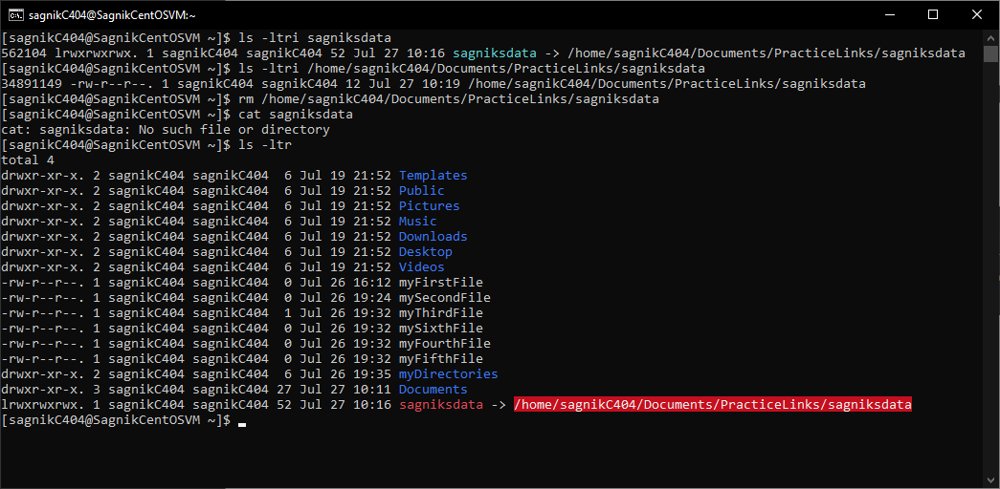 sagnikC404@SagnikCentOSVM:~
[sagnikC404@SagnikCentOSVM ~]$ ls -ltri sagniksdata
562104 lrwxrwxrwx. 1 sagnikC404 sagnikC404 52 Jul 27 10:16 sagniksdata -> /home/sagnikC404/Documents/PracticeLinks/sagniksdata
[sagnikC404@SagnikCentOSVM ~]$ ls -ltri /home/sagnikC404/Documents/PracticeLinks/sagniksdata
34891149 -rw-r--r--. 1 sagnikC404 sagnikC404 12 Jul 27 10:19 /home/sagnikC404/Documents/PracticeLinks/sagniksdata
[sagnikC404@SagnikCentOSVM ~]$ rm /home/sagnikC404/Documents/PracticeLinks/sagniksdata
[sagnikC404@SagnikCentOSVM ~]$ cat sagniksdata
cat: sagniksdata: No such file or directory
[sagnikC404@SagnikCentOSVM ~]$ ls -ltr
total 4
drwxr-xr-x. 2 sagnikC404 sagnikC404  6 Jul 19 21:52 Templates
drwxr-xr-x. 2 sagnikC404 sagnikC404  6 Jul 19 21:52 Public
drwxr-xr-x. 2 sagnikC404 sagnikC404  6 Jul 19 21:52 Pictures
drwxr-xr-x. 2 sagnikC404 sagnikC404  6 Jul 19 21:52 Music
drwxr-xr-x. 2 sagnikC404 sagnikC404  6 Jul 19 21:52 Downloads
drwxr-xr-x. 2 sagnikC404 sagnikC404  6 Jul 19 21:52 Desktop
drwxr-xr-x. 2 sagnikC404 sagnikC404  6 Jul 19 21:52 Videos
-rw-r--r--. 1 sagnikC404 sagnikC404  0 Jul 26 16:12 myFirstFile
-rw-r--r--. 1 sagnikC404 sagnikC404  0 Jul 26 19:24 mySecondFile
-rw-r--r--. 1 sagnikC404 sagnikC404  1 Jul 26 19:32 myThirdFile
-rw-r--r--. 1 sagnikC404 sagnikC404  0 Jul 26 19:32 mySixthFile
-rw-r--r--. 1 sagnikC404 sagnikC404  0 Jul 26 19:32 myFourthFile
-rw-r--r--. 1 sagnikC404 sagnikC404  0 Jul 26 19:32 myFifthFile
drwxr-xr-x. 2 sagnikC404 sagnikC404  6 Jul 26 19:35 myDirectories
drwxr-xr-x. 3 sagnikC404 sagnikC404 27 Jul 27 10:11 Documents
lrwxrwxrwx. 1 sagnikC404 sagnikC404 52 Jul 27 10:16 sagniksdata -> /home/sagnikC404/Documents/PracticeLinks/sagniksdata
[sagnikC404@SagnikCentOSVM ~]$